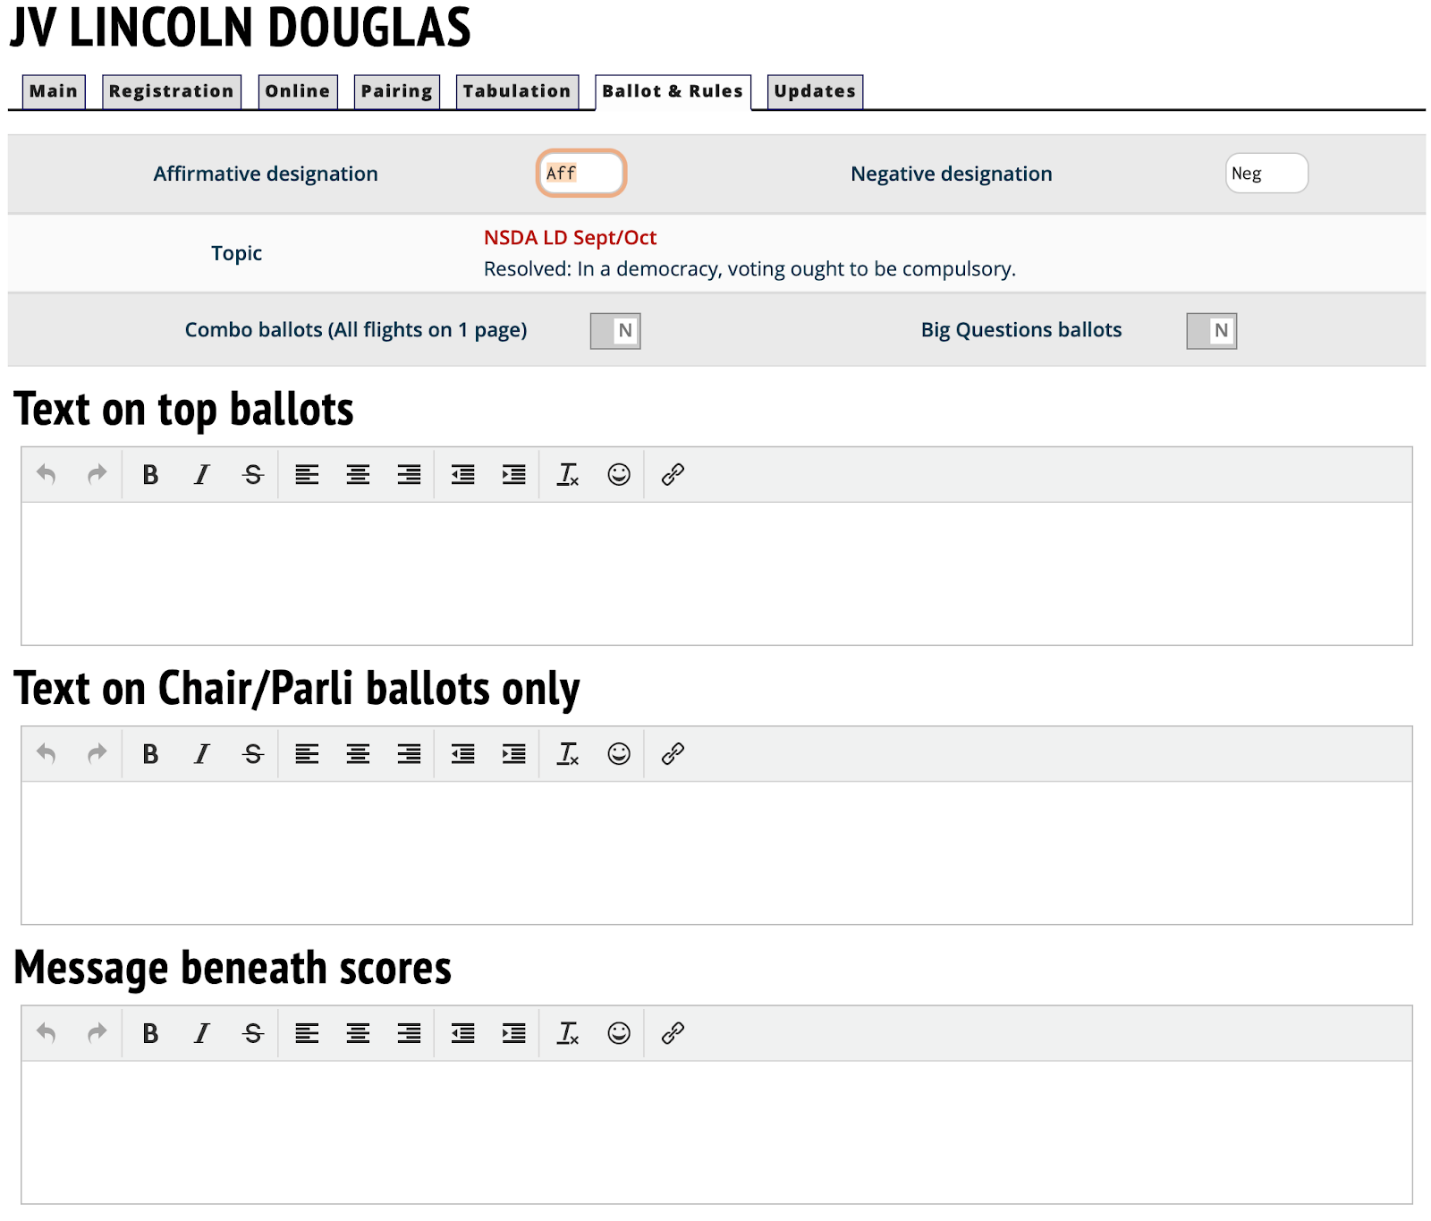 JV LINCOLN DOUGLAS
Main Registration Online Pairing Tabulation Ballot & Rules Updates
Affirmative designation Aff Negative designation Neg
Topic
NSDA LD Sept/Oct
Resolved: In a democracy, voting ought to be compulsory.
Combo ballots (All flights on 1 page) N Big Questions ballots N
Text on top ballots
Text on Chair/Parli ballots only
Message beneath scores